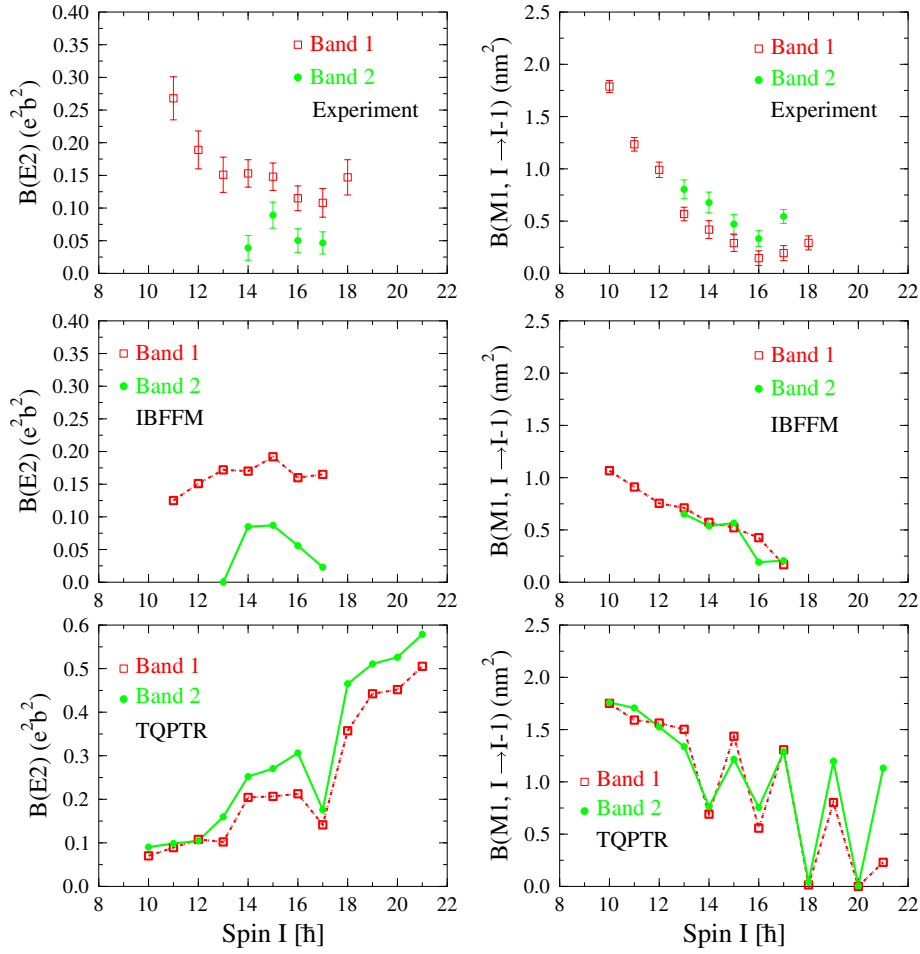 0.40
0.35
0.30
0.25
0.20
0.15
0.10
0.05
0.00
B(E2) (e²b²)
Band 1
Band 2
Experiment
8 10 12 14 16 18 20 22
2.5
2.0
1.5
1.0
0.5
0.0
B(M1, I →I-1) (nm²)
Band 1
Band 2
Experiment
8 10 12 14 16 18 20 22
0.40
0.35
0.30
0.25
0.20
0.15
0.10
0.05
0.00
B(E2) (e²b²)
Band 1
Band 2
IBFFM
8 10 12 14 16 18 20 22
2.5
2.0
1.5
1.0
0.5
0.0
B(M1, I →I-1) (nm²)
Band 1
Band 2
IBFFM
8 10 12 14 16 18 20 22
0.6
0.5
0.4
0.3
0.2
0.1
0.0
B(E2) (e²b²)
Band 1
Band 2
TQPTR
8 10 12 14 16 18 20 22
Spin I [ħ]
2.5
2.0
1.5
1.0
0.5
0.0
B(M1, I →I-1) (nm²)
Band 1
Band 2
TQPTR
8 10 12 14 16 18 20 22
Spin I [ħ]